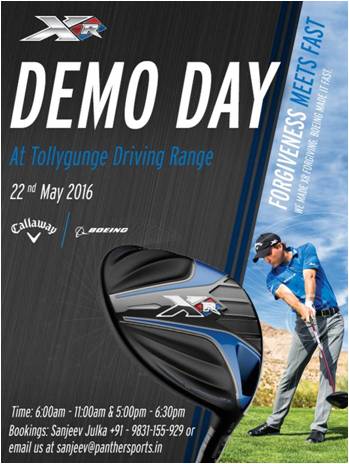 XR
DEMO DAY
At Tollygunge Driving Range
22 nd May 2016
Callaway
BOEING
FORGIVENESS MEETS FAST
WE MADE XR FORGIVING. BOEING MADE IT FAST.
XR
Time: 6:00am - 11:00am & 5:00pm - 6:30pm
Bookings: Sanjeev Julka +91 - 9831-155-929 or
email us at sanjeev@panthersports.in